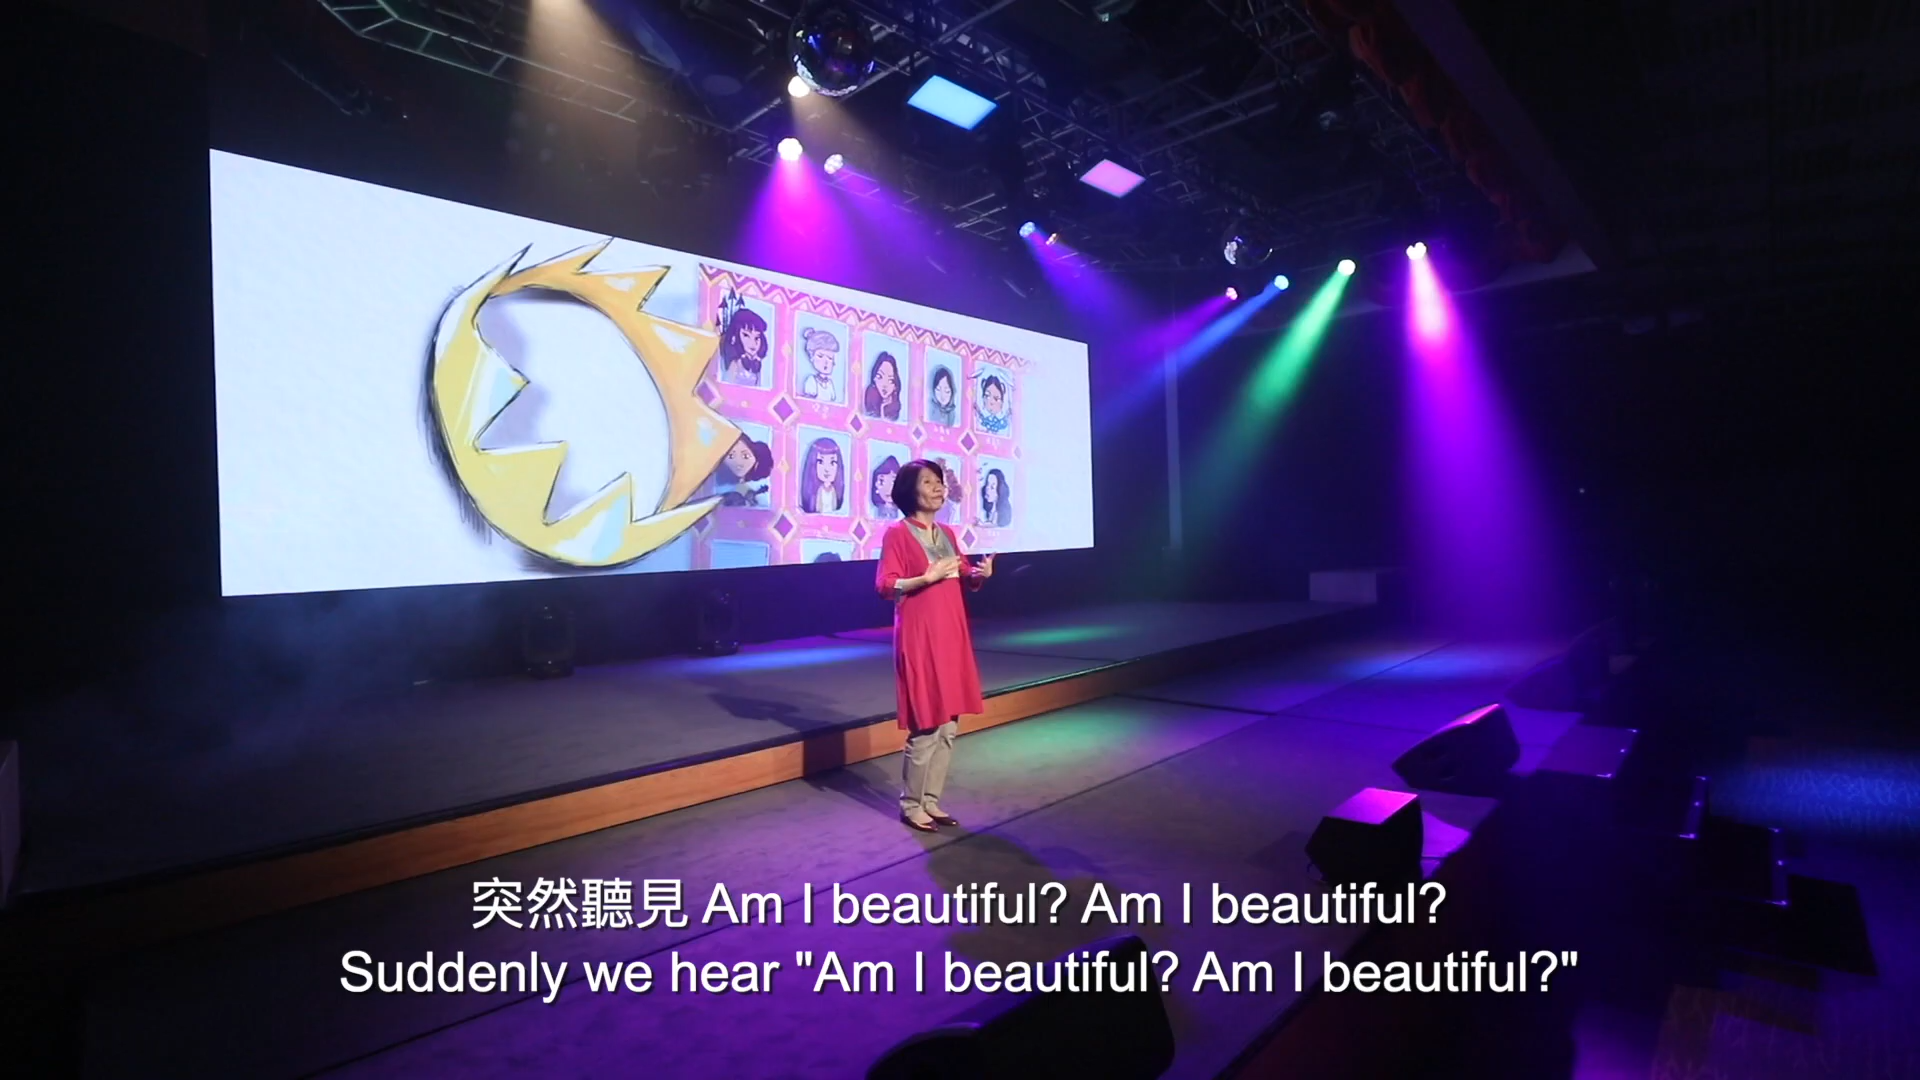 突然聽見 Am I beautiful? Am I beautiful?
Suddenly we hear "Am I beautiful? Am I beautiful?"